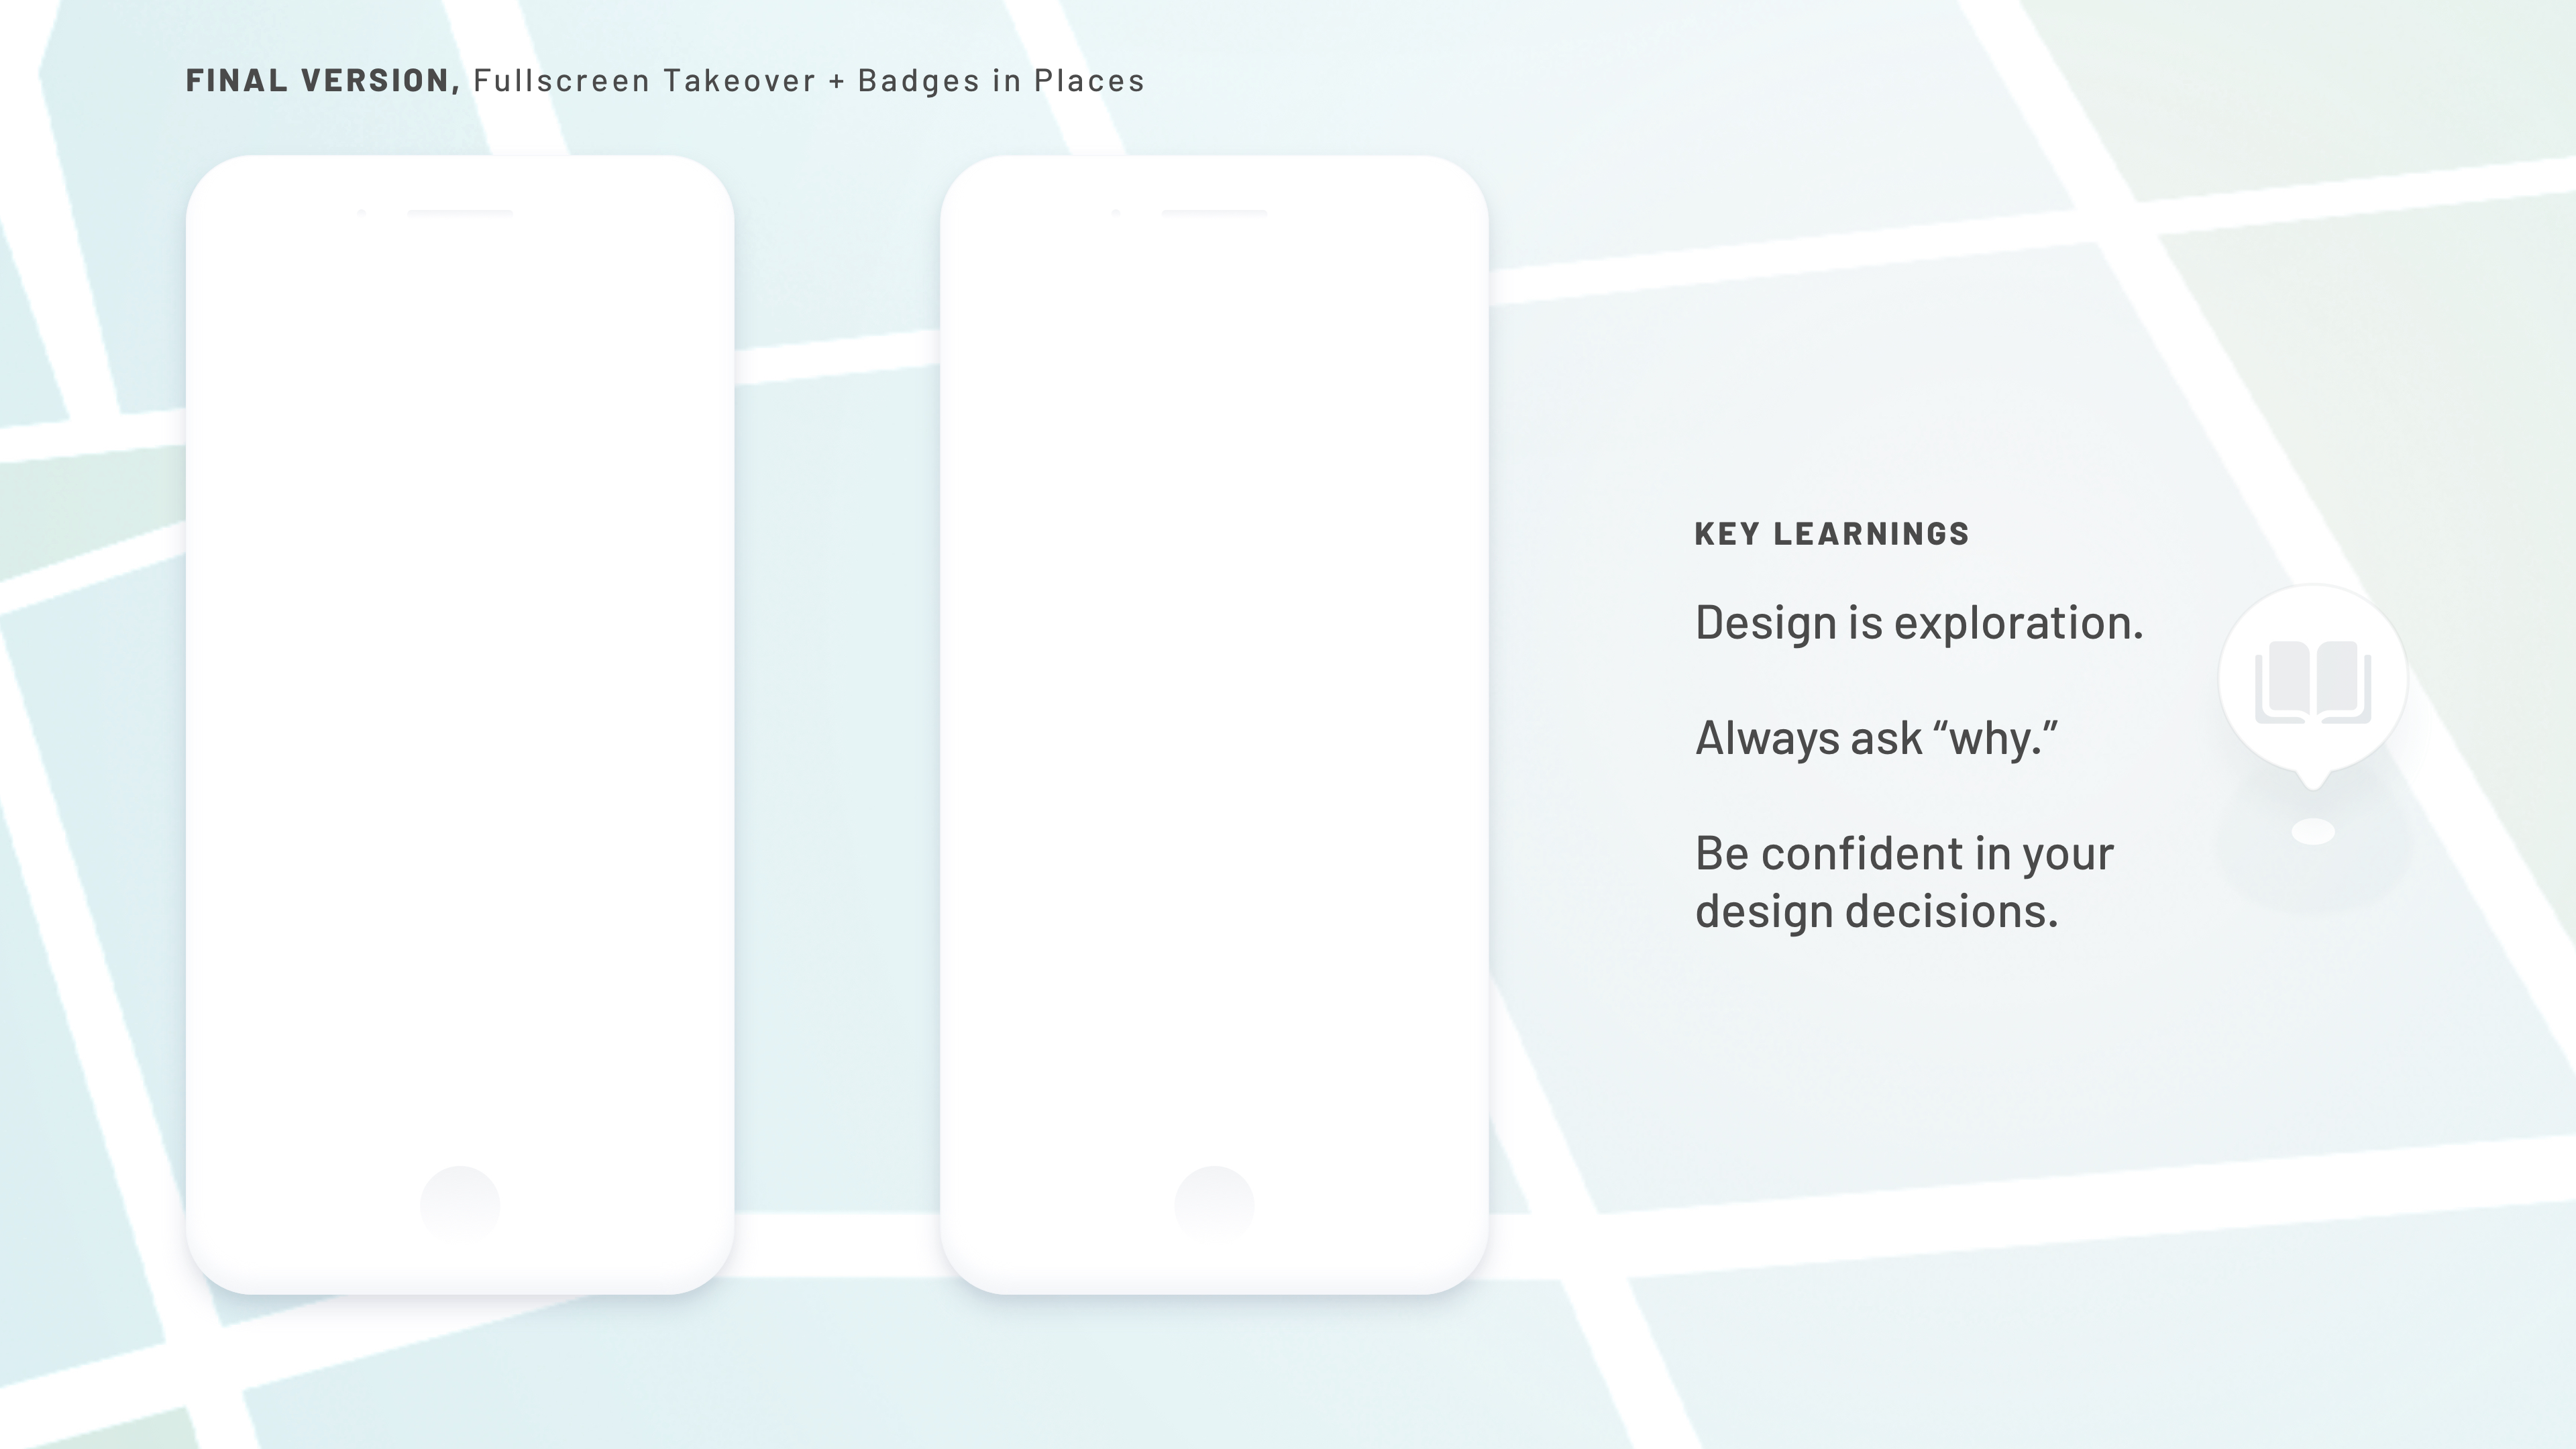 FINAL VERSION, Fullscreen Takeover + Badges in Places
KEY LEARNINGS
Design is exploration.
Always ask “why.”
Be confident in your
design decisions.